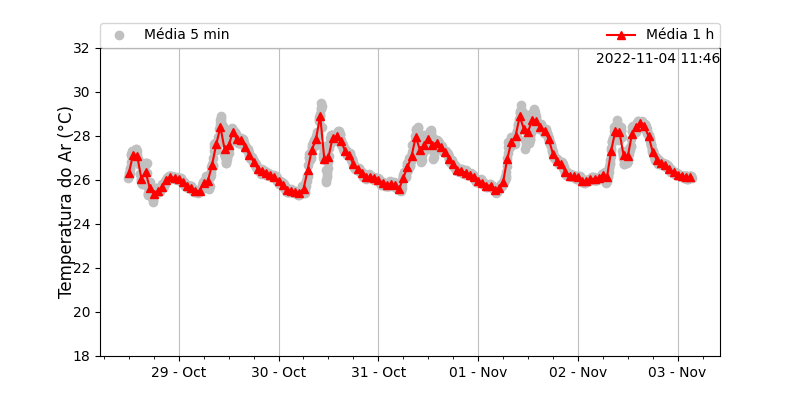 Média 5 min
Média 1 h
2022-11-04 11:46
Temperatura do Ar (°C)
32
30
28
26
24
22
20
18
29 - Oct
30 - Oct
31 - Oct
01 - Nov
02 - Nov
03 - Nov